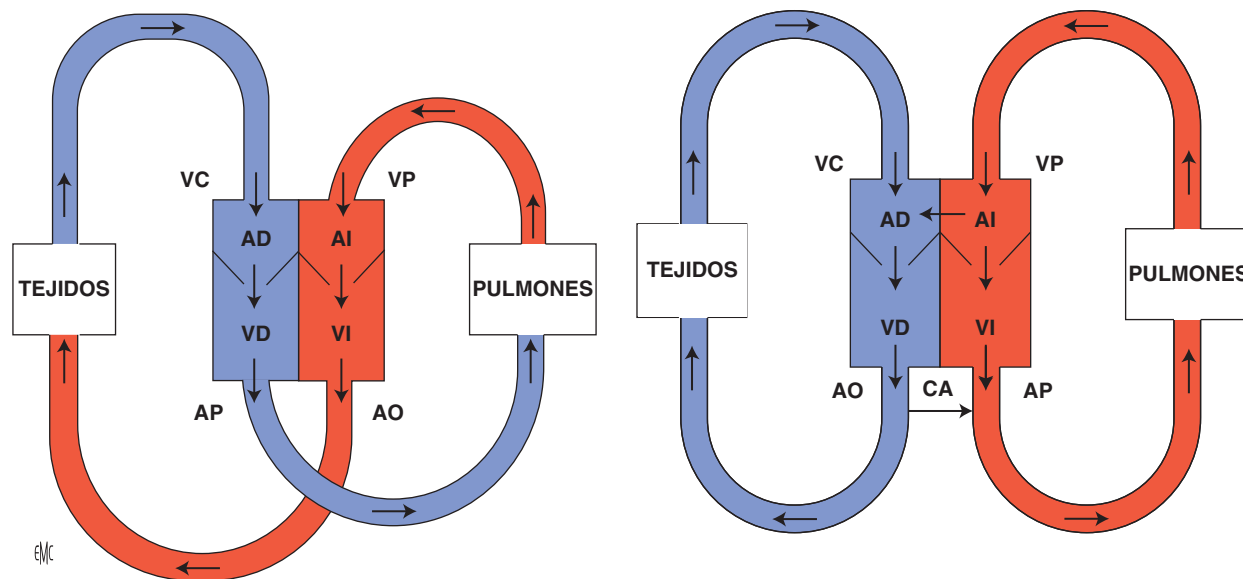 VC
VP
AD
AI
TEJIDOS
PULMONES
VD
VI
AP
AO
EMC
VC
VP
AD
AI
TEJIDOS
PULMONES
VD
VI
AO
CA
AP